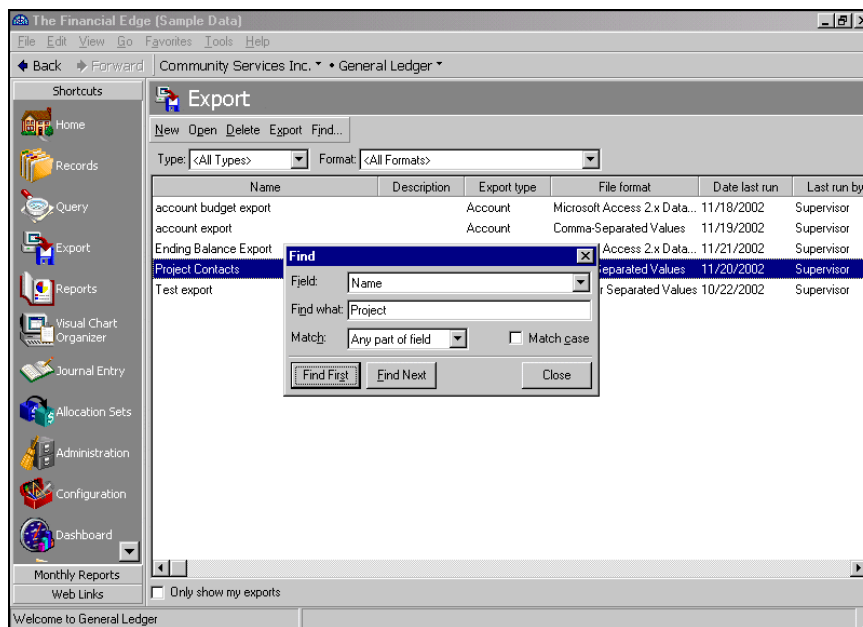 The Financial Edge (Sample Data)
File Edit View Go Favorites Tools Help
Back Forward Community Services Inc. • General Ledger
Shortcuts
Home
Records
Query
Export
Reports
Visual Chart Organizer
Journal Entry
Allocation Sets
Administration
Configuration
Dashboard
Monthly Reports
Web Links
Export
New Open Delete Export Find...
Type: <All Types> Format: <All Formats>
Name Description Export type File format Date last run Last run by
account budget export Account Microsoft Access 2.x Data... 11/18/2002 Supervisor
account export Account Comma-Separated Values 11/19/2002 Supervisor
Ending Balance Export Access 2.x Data... 11/21/2002 Supervisor
Project Contacts Separated Values 11/20/2002 Supervisor
Test export r Separated Values 10/22/2002 Supervisor
Find
Field: Name
Find what: Project
Match: Any part of field Match case
Find First Find Next Close
Only show my exports
Welcome to General Ledger